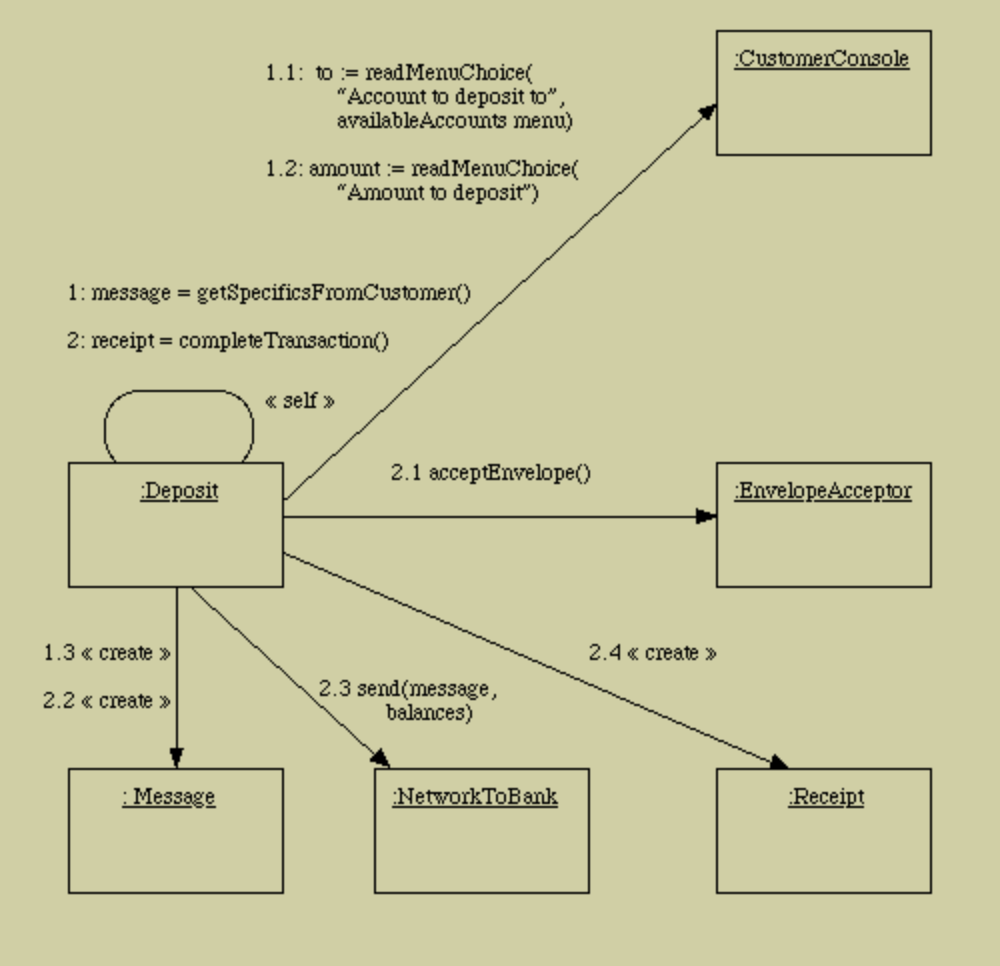 :CustomerConsole
1.1: to := readMenuChoice(
“Account to deposit to”,
availableAccounts menu)
1.2: amount := readMenuChoice(
“Amount to deposit”)
1: message = getSpecificsFromCustomer()
2: receipt = completeTransaction()
« self »
2.1 acceptEnvelope()
:Deposit
:EnvelopeAcceptor
1.3 « create »
2.4 « create »
2.2 « create »
2.3 send(message,
balances)
: Message
:NetworkToBank
:Receipt